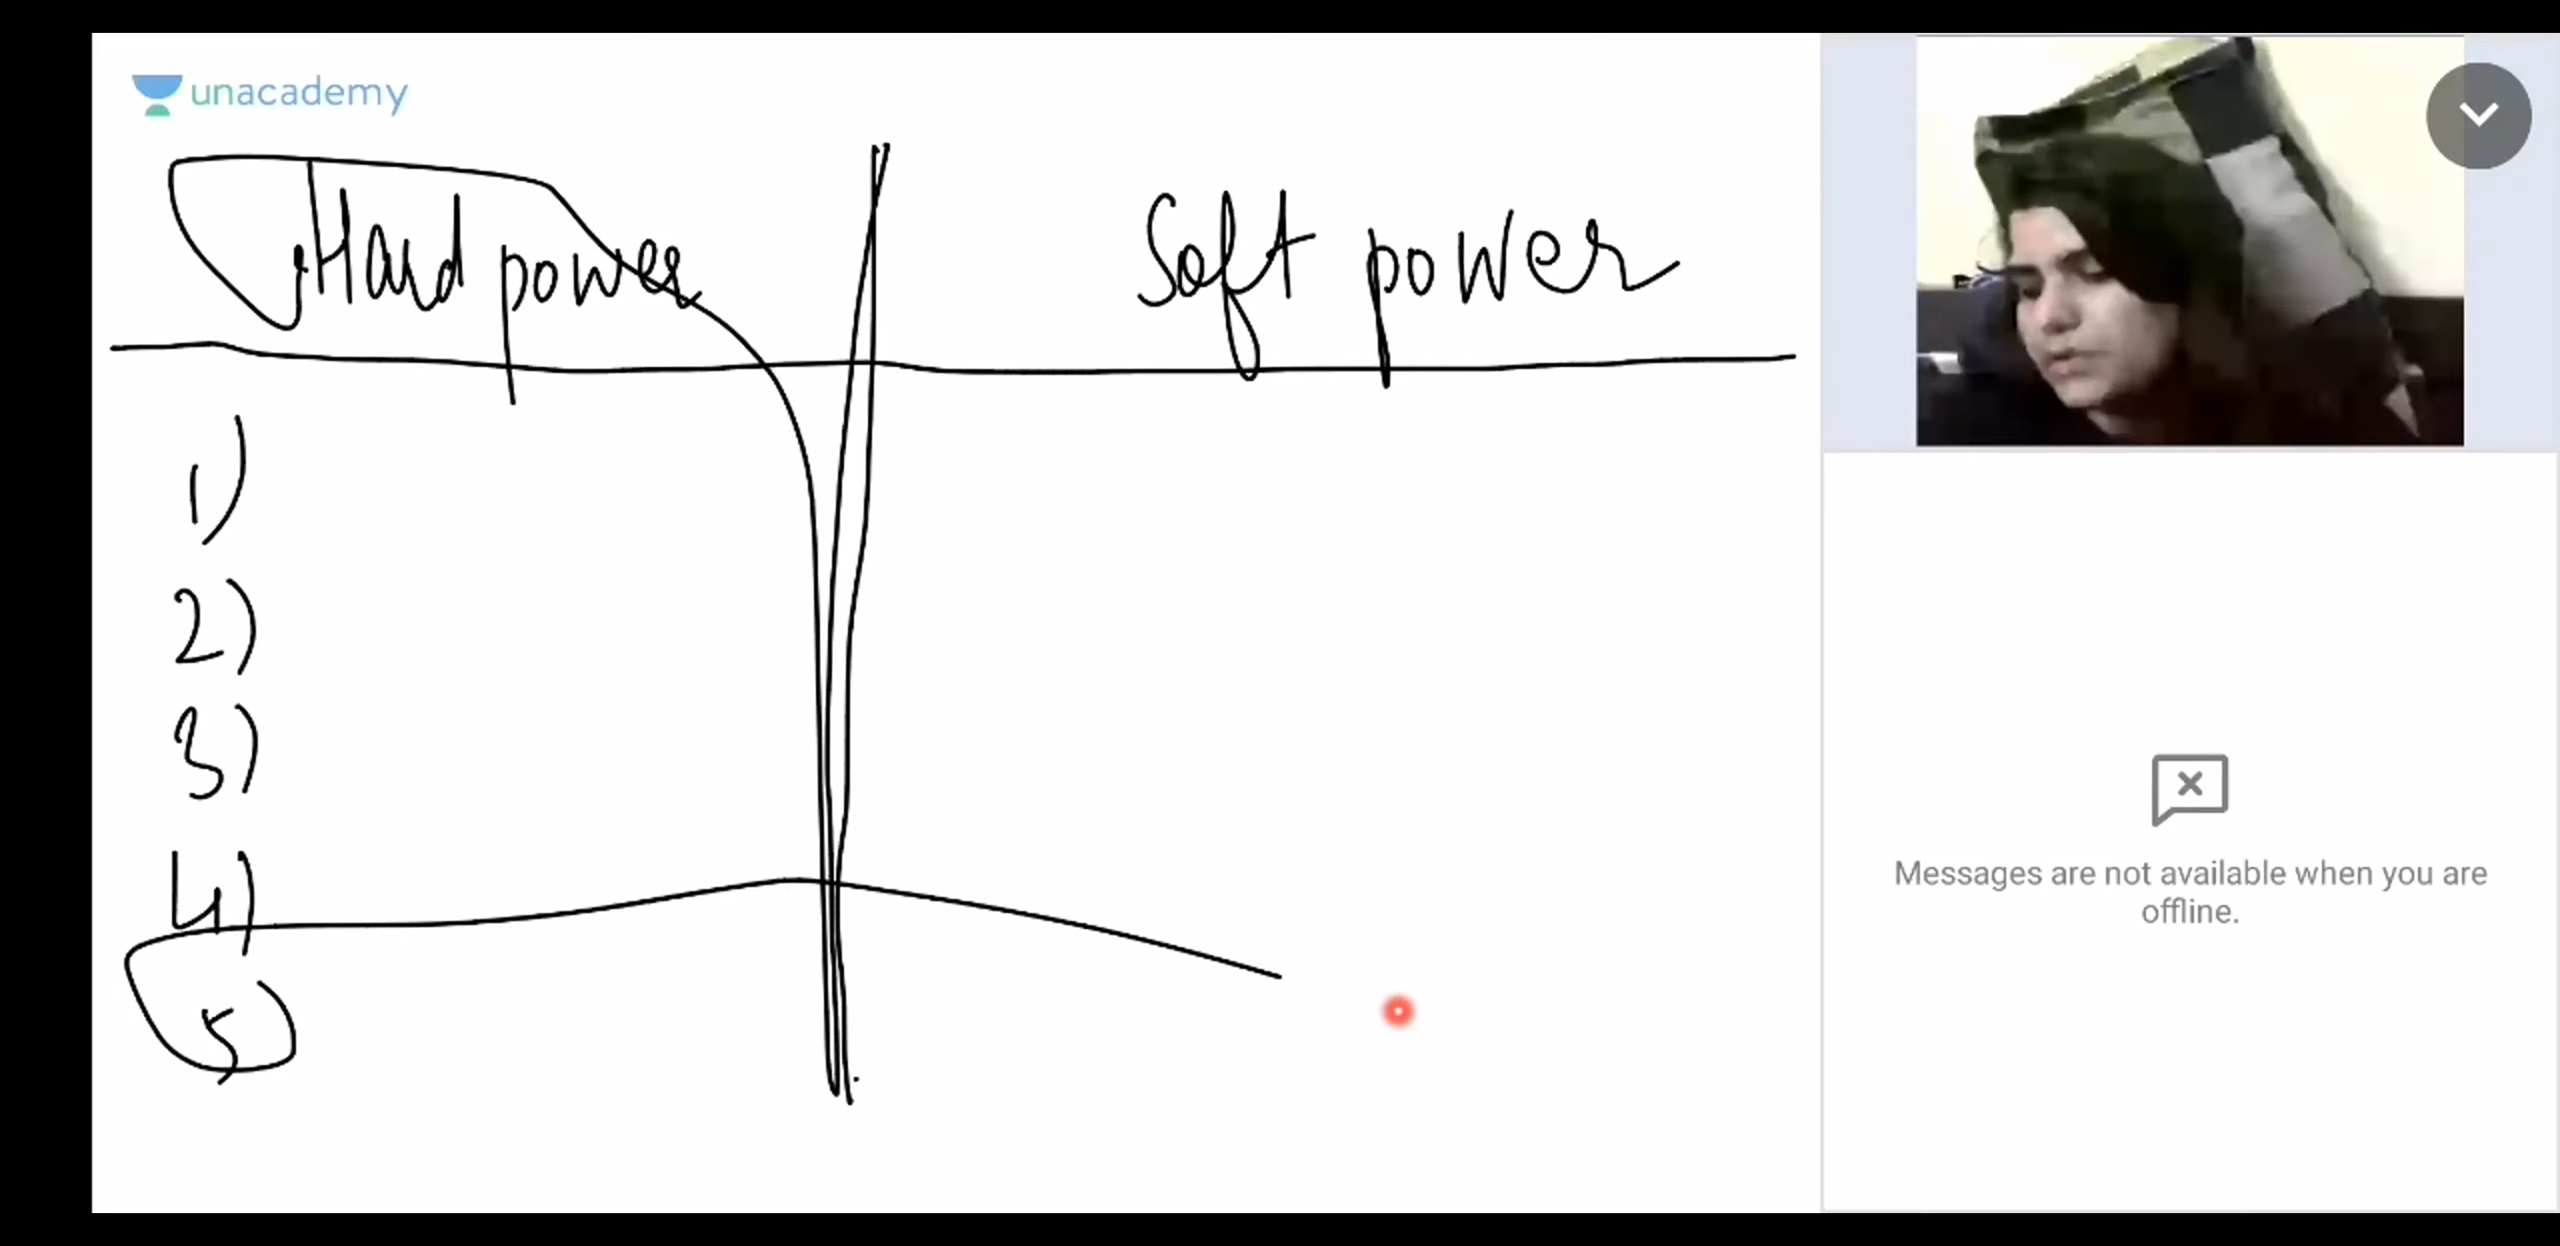 unacademy
Hard power
Soft power
1)
2)
3)
4)
5)
Messages are not available when you are
offline.